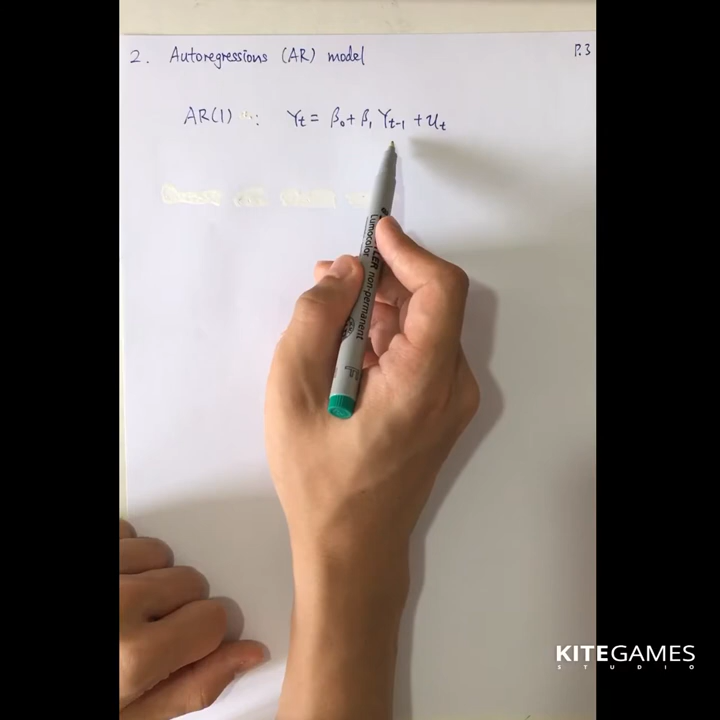 2. Autoregressions (AR) model P.3
AR(1) : Yt = β0 + β1 Yt-1 + ut
Lumocolor non-permanent
KITEGAMES
STUDIO